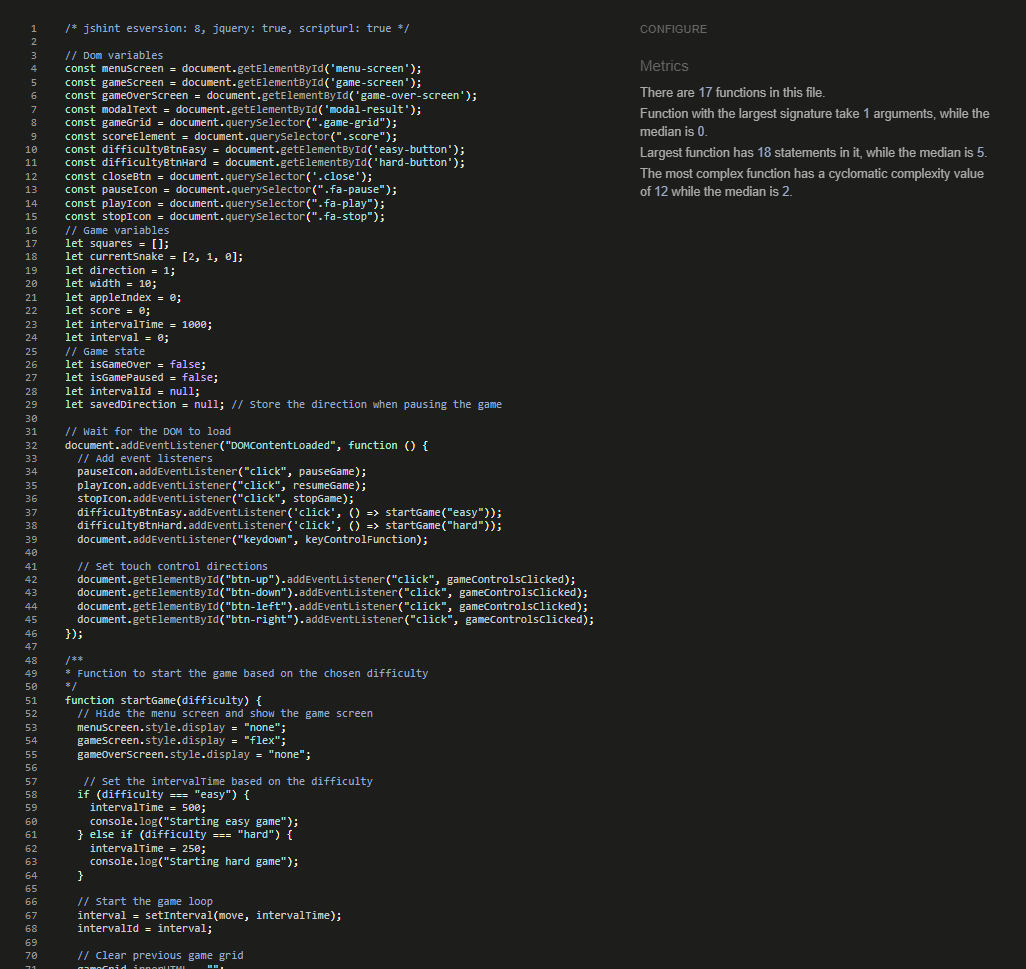 1 /* jshint esversion: 8, jquery: true, scripturl: true */
2
3 // Dom variables
4 const menuScreen = document.getElementById('menu-screen');
5 const gameScreen = document.getElementById('game-screen');
6 const gameOverScreen = document.getElementById('game-over-screen');
7 const modalText = document.getElementById('modal-result');
8 const gameGrid = document.querySelector(".game-grid");
9 const scoreElement = document.querySelector(".score");
10 const difficultyBtnEasy = document.getElementById('easy-button');
11 const difficultyBtnHard = document.getElementById('hard-button');
12 const closeBtn = document.querySelector('.close');
13 const pauseIcon = document.querySelector(".fa-pause");
14 const playIcon = document.querySelector(".fa-play");
15 const stopIcon = document.querySelector(".fa-stop");
16 // Game variables
17 let squares = [];
18 let currentSnake = [2, 1, 0];
19 let direction = 1;
20 let width = 10;
21 let appleIndex = 0;
22 let score = 0;
23 let intervalTime = 1000;
24 let interval = 0;
25 // Game state
26 let isGameOver = false;
27 let isGamePaused = false;
28 let intervalId = null;
29 let savedDirection = null; // Store the direction when pausing the game
30
31 // Wait for the DOM to load
32 document.addEventListener("DOMContentLoaded", function () {
33   // Add event listeners
34   pauseIcon.addEventListener("click", pauseGame);
35   playIcon.addEventListener("click", resumeGame);
36   stopIcon.addEventListener("click", stopGame);
37   difficultyBtnEasy.addEventListener('click', () => startGame("easy"));
38   difficultyBtnHard.addEventListener('click', () => startGame("hard"));
39   document.addEventListener("keydown", keyControlFunction);
40
41   // Set touch control directions
42   document.getElementById("btn-up").addEventListener("click", gameControlsClicked);
43   document.getElementById("btn-down").addEventListener("click", gameControlsClicked);
44   document.getElementById("btn-left").addEventListener("click", gameControlsClicked);
45   document.getElementById("btn-right").addEventListener("click", gameControlsClicked);
46 });
47
48 /**
49 * Function to start the game based on the chosen difficulty
50 */
51 function startGame(difficulty) {
52   // Hide the menu screen and show the game screen
53   menuScreen.style.display = "none";
54   gameScreen.style.display = "flex";
55   gameOverScreen.style.display = "none";
56
57    // Set the intervalTime based on the difficulty
58   if (difficulty === "easy") {
59     intervalTime = 500;
60     console.log("Starting easy game");
61   } else if (difficulty === "hard") {
62     intervalTime = 250;
63     console.log("Starting hard game");
64   }
65
66   // Start the game loop
67   interval = setInterval(move, intervalTime);
68   intervalId = interval;
69
70   // Clear previous game grid
71   gameGrid.innerHTML = "";
CONFIGURE
Metrics
There are 17 functions in this file.
Function with the largest signature take 1 arguments, while the
median is 0.
Largest function has 18 statements in it, while the median is 5.
The most complex function has a cyclomatic complexity value
of 12 while the median is 2.